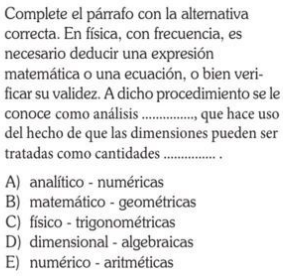 Complete el párrafo con la alternativa
correcta. En física, con frecuencia, es
necesario deducir una expresión
matemática o una ecuación, o bien veri-
ficar su validez. A dicho procedimiento se le
conoce como análisis .............., que hace uso
del hecho de que las dimensiones pueden ser
tratadas como cantidades ............... .
A) analítico - numéricas
B) matemático - geométricas
C) físico - trigonométricas
D) dimensional - algebraicas
E) numérico - aritméticas